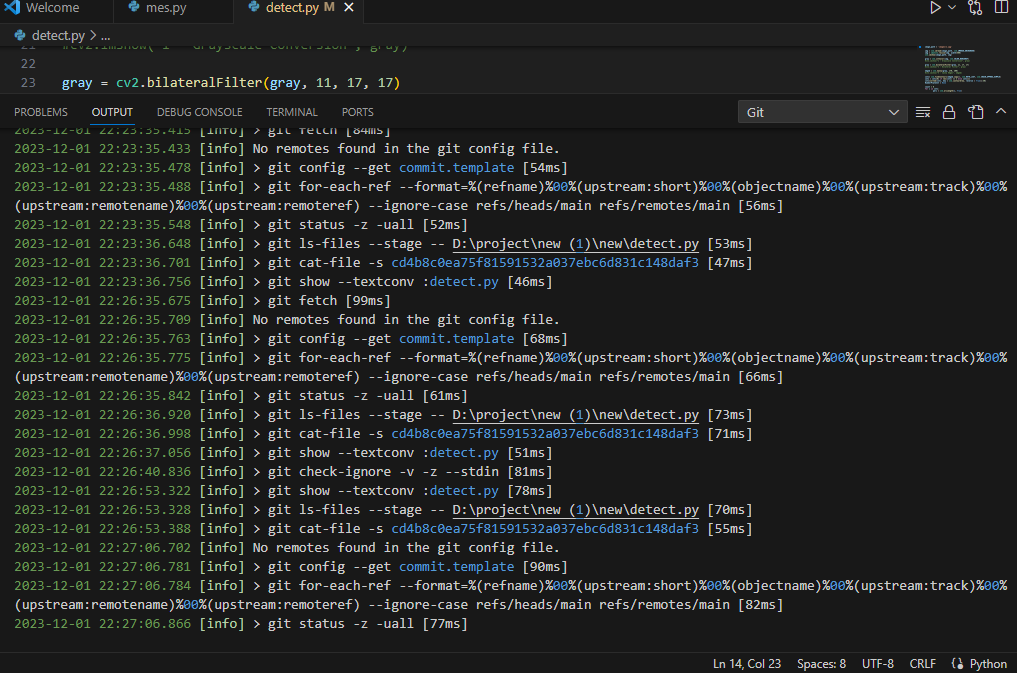 Welcome
mes.py
detect.py M
detect.py > ...
21 #cv2.imshow("1 - Grayscale Conversion", gray)
22
23 gray = cv2.bilateralFilter(gray, 11, 17, 17)
PROBLEMS OUTPUT DEBUG CONSOLE TERMINAL PORTS Git
2023-12-01 22:23:35.415 [info] > git fetch [84ms]
2023-12-01 22:23:35.433 [info] No remotes found in the git config file.
2023-12-01 22:23:35.478 [info] > git config --get commit.template [54ms]
2023-12-01 22:23:35.488 [info] > git for-each-ref --format=%(refname)%00%(upstream:short)%00%(objectname)%00%(upstream:track)%00%
(upstream:remotename)%00%(upstream:remoteref) --ignore-case refs/heads/main refs/remotes/main [56ms]
2023-12-01 22:23:35.548 [info] > git status -z -uall [52ms]
2023-12-01 22:23:36.648 [info] > git ls-files --stage -- D:\project\new (1)\new\detect.py [53ms]
2023-12-01 22:23:36.701 [info] > git cat-file -s cd4b8c0ea75f81591532a037ebc6d831c148daf3 [47ms]
2023-12-01 22:23:36.756 [info] > git show --textconv :detect.py [46ms]
2023-12-01 22:26:35.675 [info] > git fetch [99ms]
2023-12-01 22:26:35.709 [info] No remotes found in the git config file.
2023-12-01 22:26:35.763 [info] > git config --get commit.template [68ms]
2023-12-01 22:26:35.775 [info] > git for-each-ref --format=%(refname)%00%(upstream:short)%00%(objectname)%00%(upstream:track)%00%
(upstream:remotename)%00%(upstream:remoteref) --ignore-case refs/heads/main refs/remotes/main [66ms]
2023-12-01 22:26:35.842 [info] > git status -z -uall [61ms]
2023-12-01 22:26:36.920 [info] > git ls-files --stage -- D:\project\new (1)\new\detect.py [73ms]
2023-12-01 22:26:36.998 [info] > git cat-file -s cd4b8c0ea75f81591532a037ebc6d831c148daf3 [71ms]
2023-12-01 22:26:37.056 [info] > git show --textconv :detect.py [51ms]
2023-12-01 22:26:40.836 [info] > git check-ignore -v -z --stdin [81ms]
2023-12-01 22:26:53.322 [info] > git show --textconv :detect.py [78ms]
2023-12-01 22:26:53.328 [info] > git ls-files --stage -- D:\project\new (1)\new\detect.py [70ms]
2023-12-01 22:26:53.388 [info] > git cat-file -s cd4b8c0ea75f81591532a037ebc6d831c148daf3 [55ms]
2023-12-01 22:27:06.702 [info] No remotes found in the git config file.
2023-12-01 22:27:06.781 [info] > git config --get commit.template [90ms]
2023-12-01 22:27:06.784 [info] > git for-each-ref --format=%(refname)%00%(upstream:short)%00%(objectname)%00%(upstream:track)%00%
(upstream:remotename)%00%(upstream:remoteref) --ignore-case refs/heads/main refs/remotes/main [82ms]
2023-12-01 22:27:06.866 [info] > git status -z -uall [77ms]
Ln 14, Col 23 Spaces: 8 UTF-8 CRLF Python